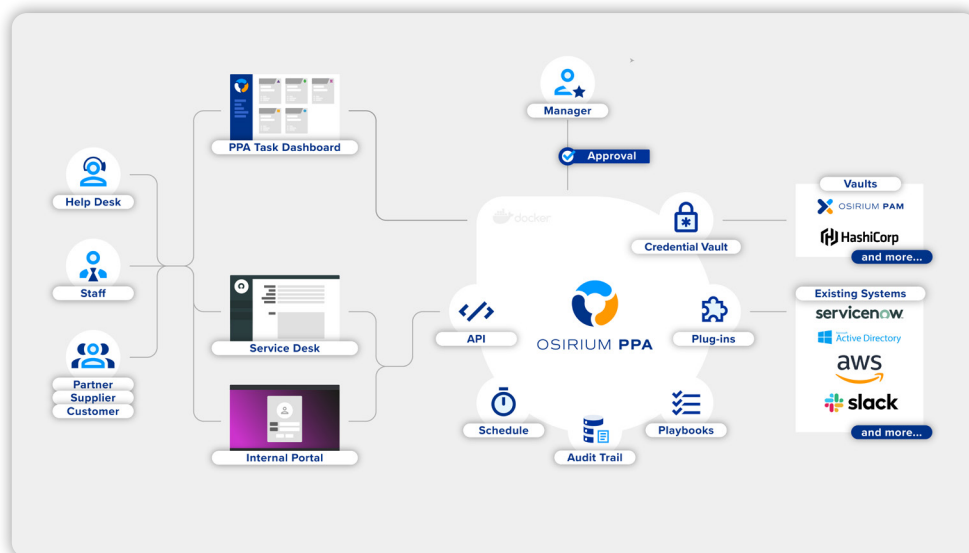 Manager
PPA Task Dashboard
Approval
Help Desk
Vaults
OSIRIUM PAM
docker
HashiCorp
Credential Vault
and more...
Staff
Existing Systems
servicenow
Active Directory
Service Desk
API
OSIRIUM PPA
Plug-ins
aws
Partner
Supplier
Customer
slack
Schedule
Playbooks
and more...
Internal Portal
Audit Trail